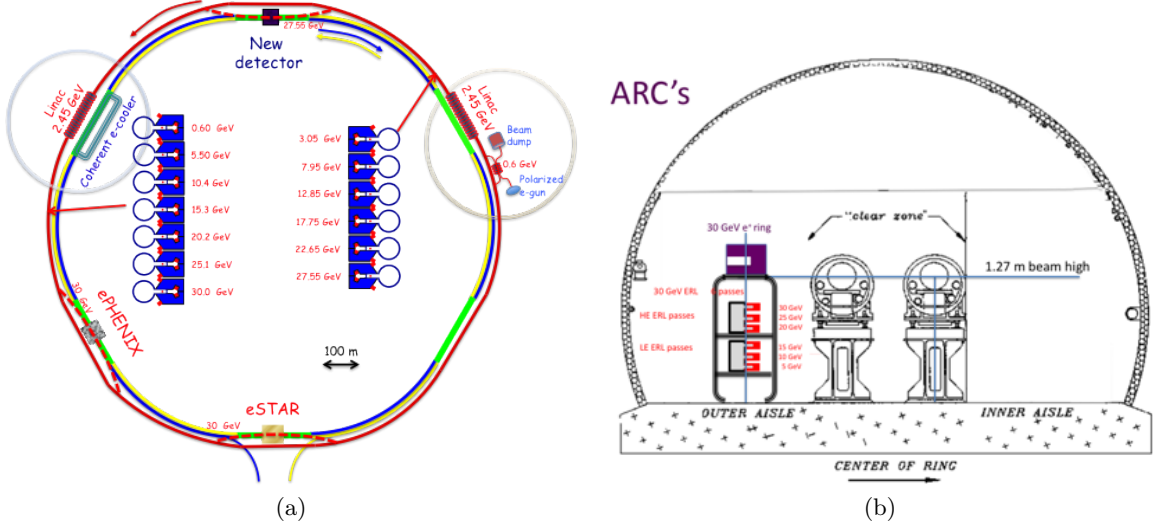 27.55 GeV
New
detector
Linac
2.45 GeV
Coherent e-cooler
Linac
2.45 GeV
Beam
dump
0.6 GeV
Polarized
e-gun
0.60 GeV
5.50 GeV
10.4 GeV
15.3 GeV
20.2 GeV
25.1 GeV
30.0 GeV
3.05 GeV
7.95 GeV
12.85 GeV
17.75 GeV
22.65 GeV
27.55 GeV
30 GeV
ePHENIX
100 m
eSTAR
30 GeV
(a)
ARC's
"clear zone"
30 GeV e⁺ ring
1.27 m beam high
30 GeV ERL passes
HE ERL passes
30 GeV
25 GeV
20 GeV
LE ERL passes
15 GeV
10 GeV
5 GeV
OUTER AISLE
INNER AISLE
CENTER OF RING
(b)